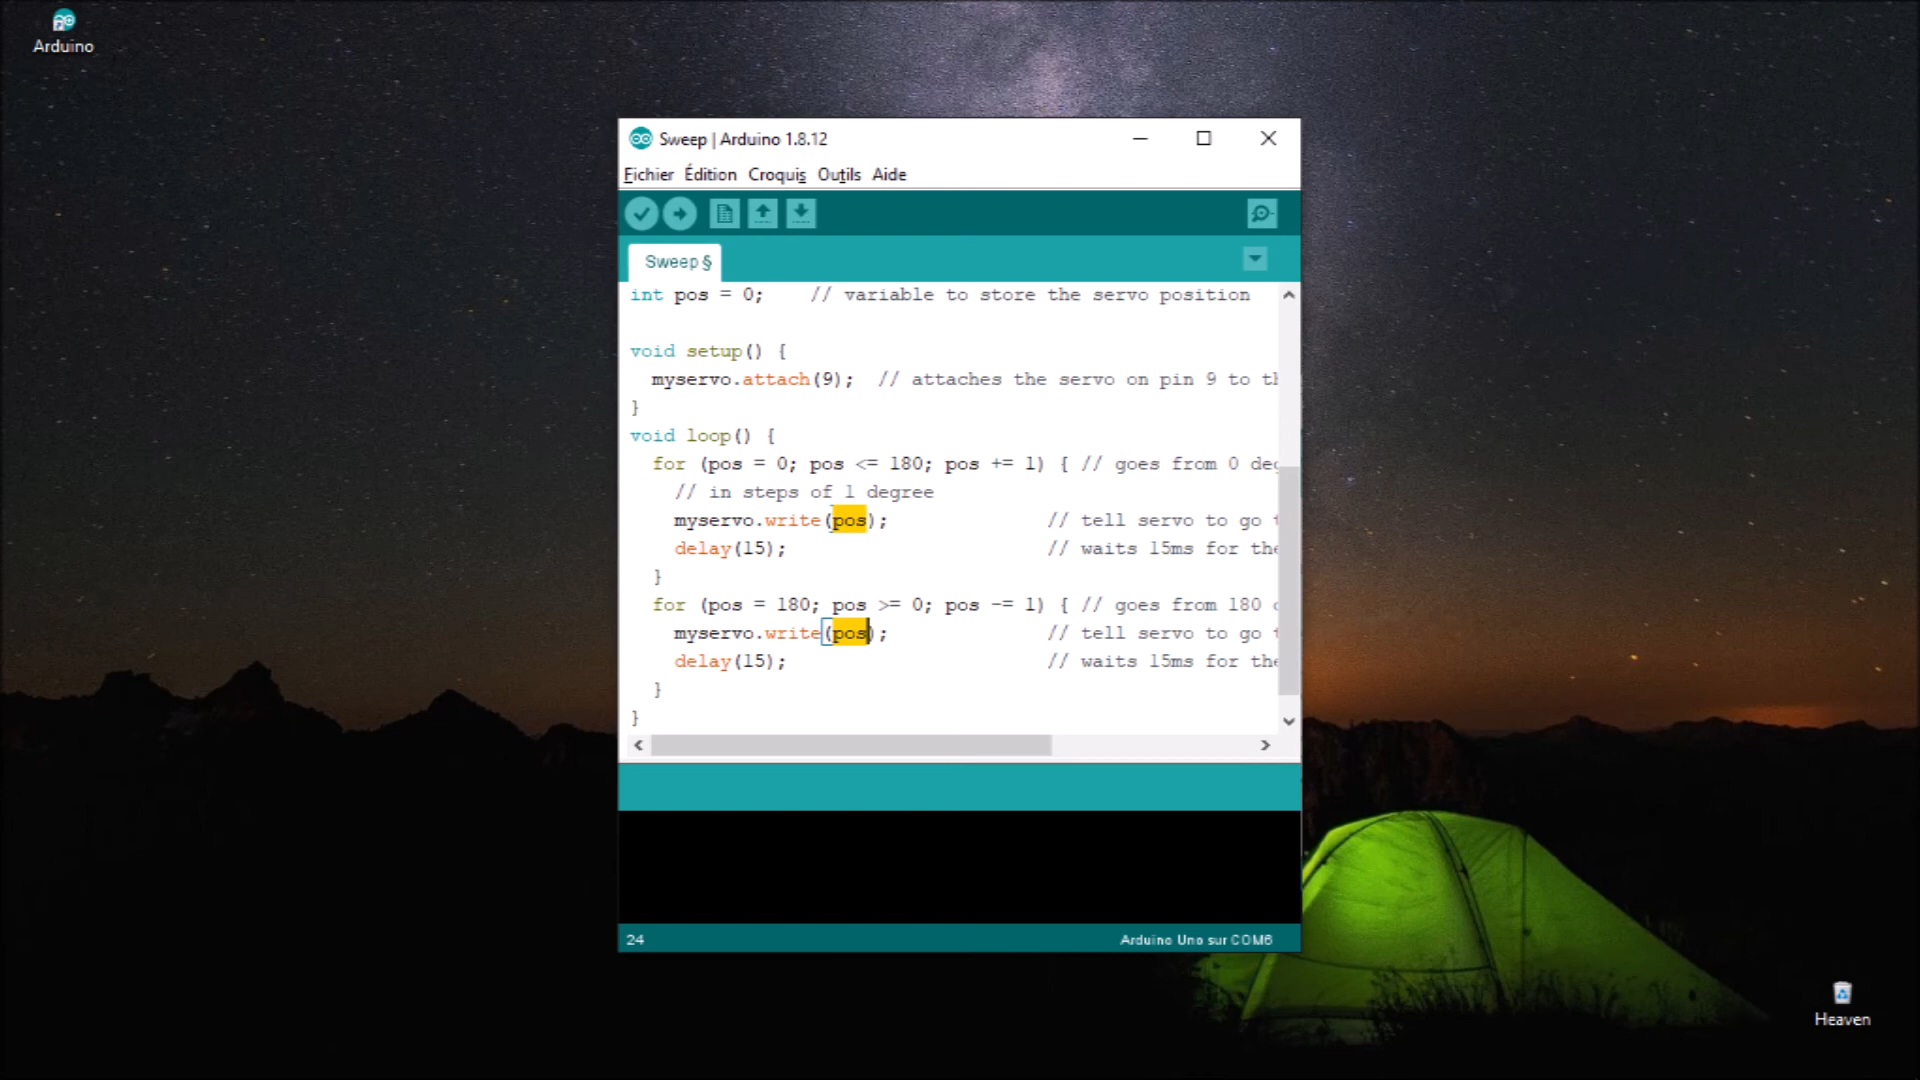 Arduino
Sweep | Arduino 1.8.12
Fichier Édition Croquis Outils Aide
Sweep §
int pos = 0;    // variable to store the servo position
void setup() {
myservo.attach(9);  // attaches the servo on pin 9 to th
}
void loop() {
for (pos = 0; pos <= 180; pos += 1) { // goes from 0 deg
// in steps of 1 degree
myservo.write(pos);              // tell servo to go t
delay(15);                       // waits 15ms for the
}
for (pos = 180; pos >= 0; pos -= 1) { // goes from 180 d
myservo.write(pos);              // tell servo to go t
delay(15);                       // waits 15ms for the
}
}
24
Arduino Uno sur COM6
Heaven